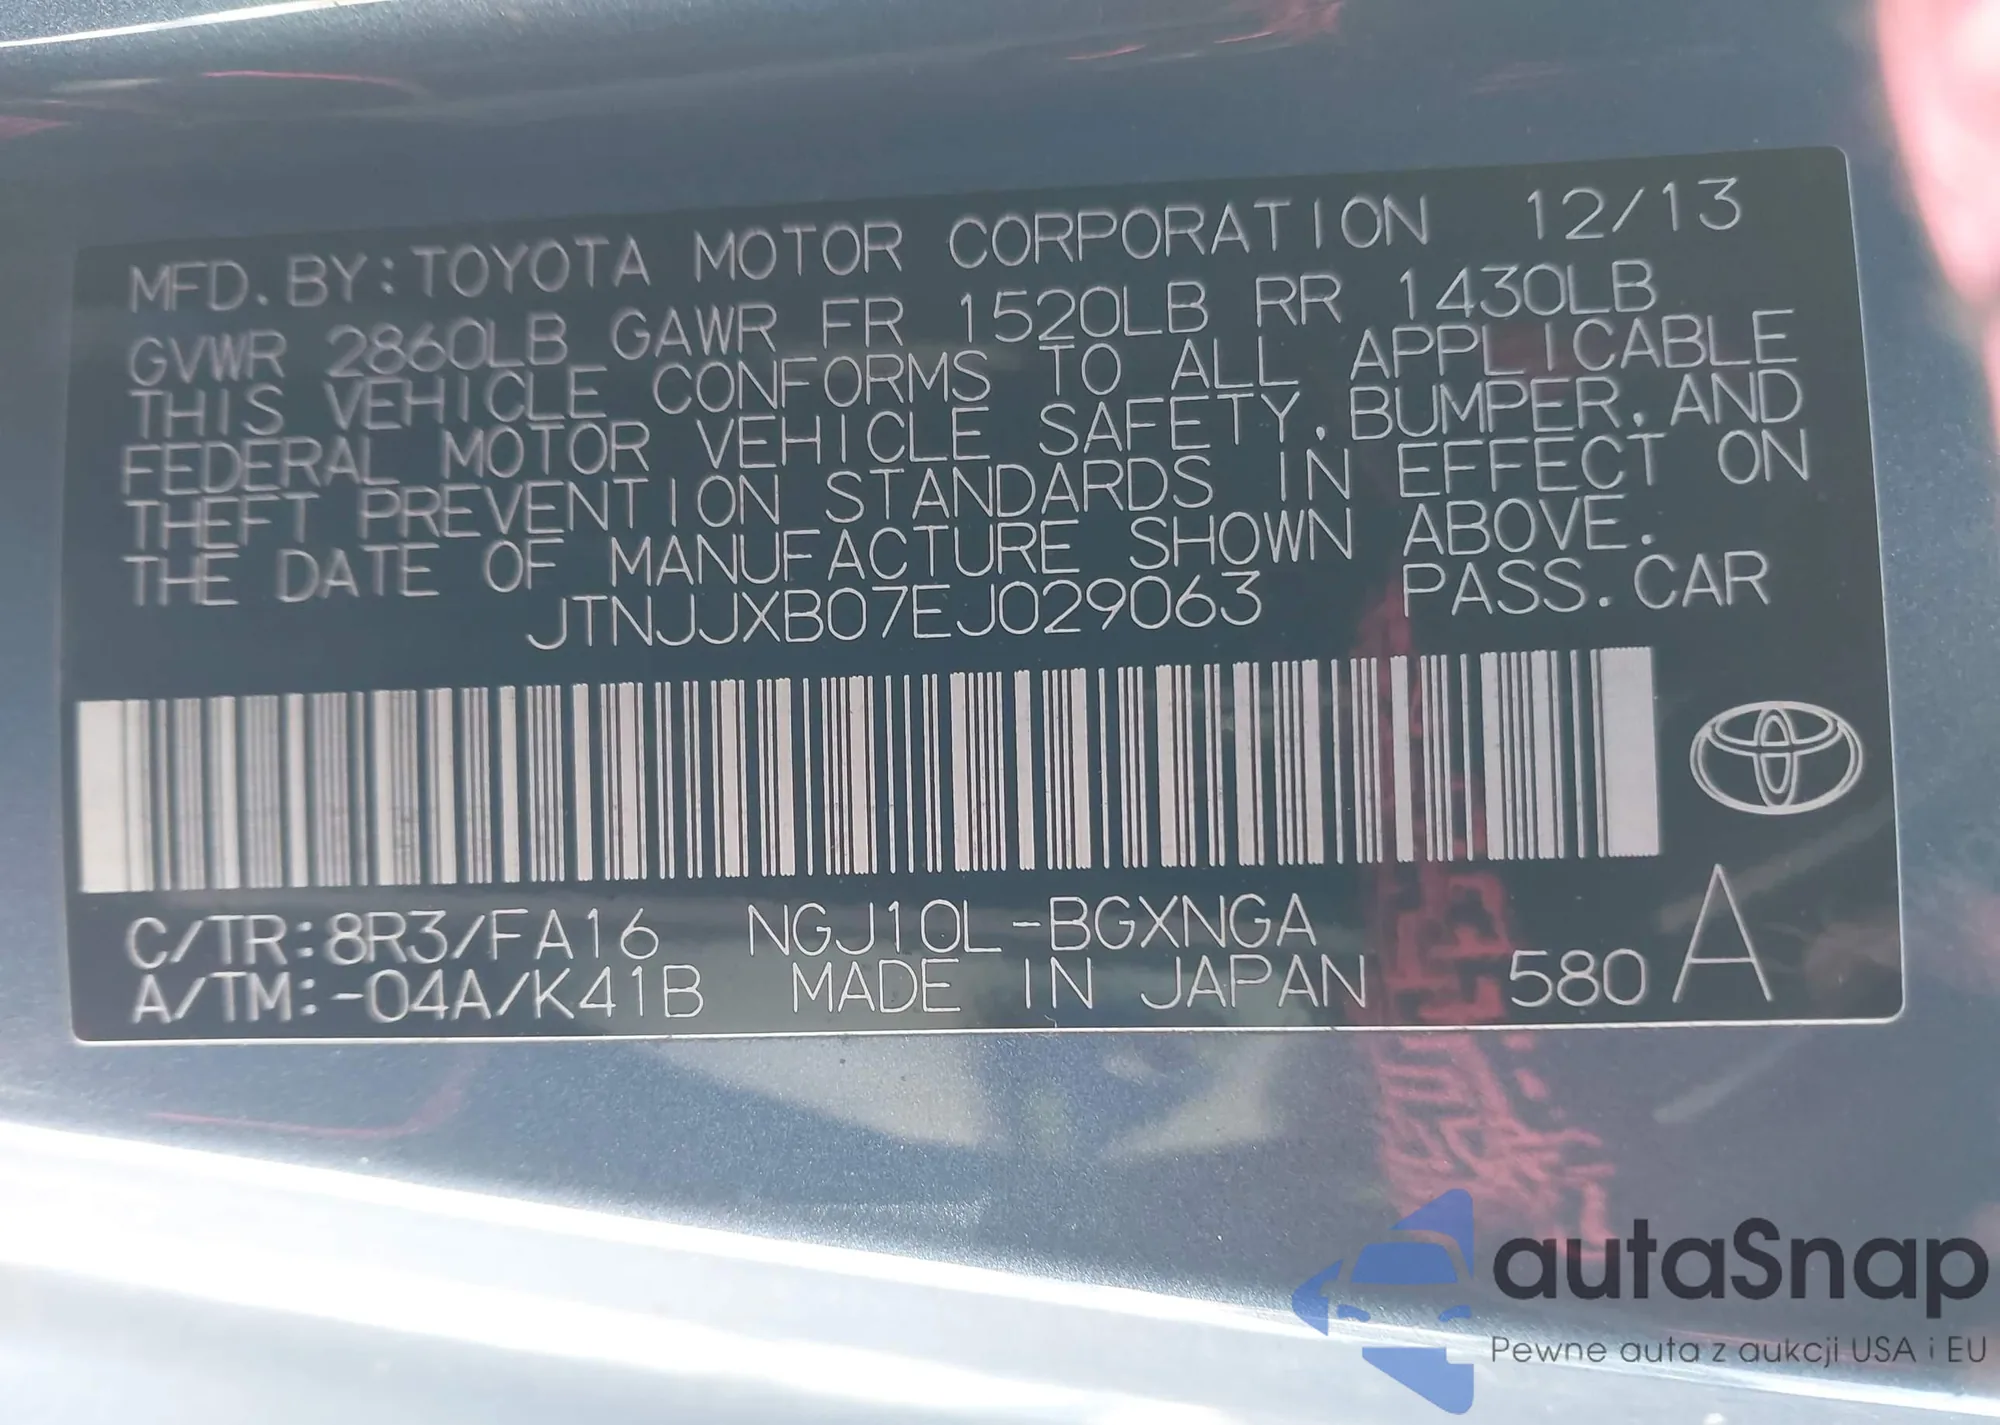 MFD. BY: TOYOTA MOTOR CORPORATION 12/13
GVWR 2860LB GAWR FR 1520LB RR 1430LB
THIS VEHICLE CONFORMS TO ALL APPLICABLE
FEDERAL MOTOR VEHICLE SAFETY, BUMPER, AND
THEFT PREVENTION STANDARDS IN EFFECT ON
THE DATE OF MANUFACTURE SHOWN ABOVE.
JTNJJXB07EJ029063 PASS. CAR
C/TR:8R3/FA16 NGJ10L-BGXNGA
A/TM:-04A/K41B MADE IN JAPAN 580 A
autaSnap
Pewne auta z aukcji USA i EU